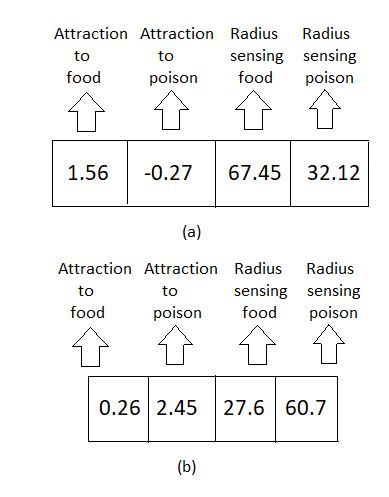 Attraction Attraction Radius Radius
to to sensing sensing
food poison food poison
1.56 -0.27 67.45 32.12
(a)
Attraction Attraction Radius Radius
to to sensing sensing
food poison food poison
0.26 2.45 27.6 60.7
(b)